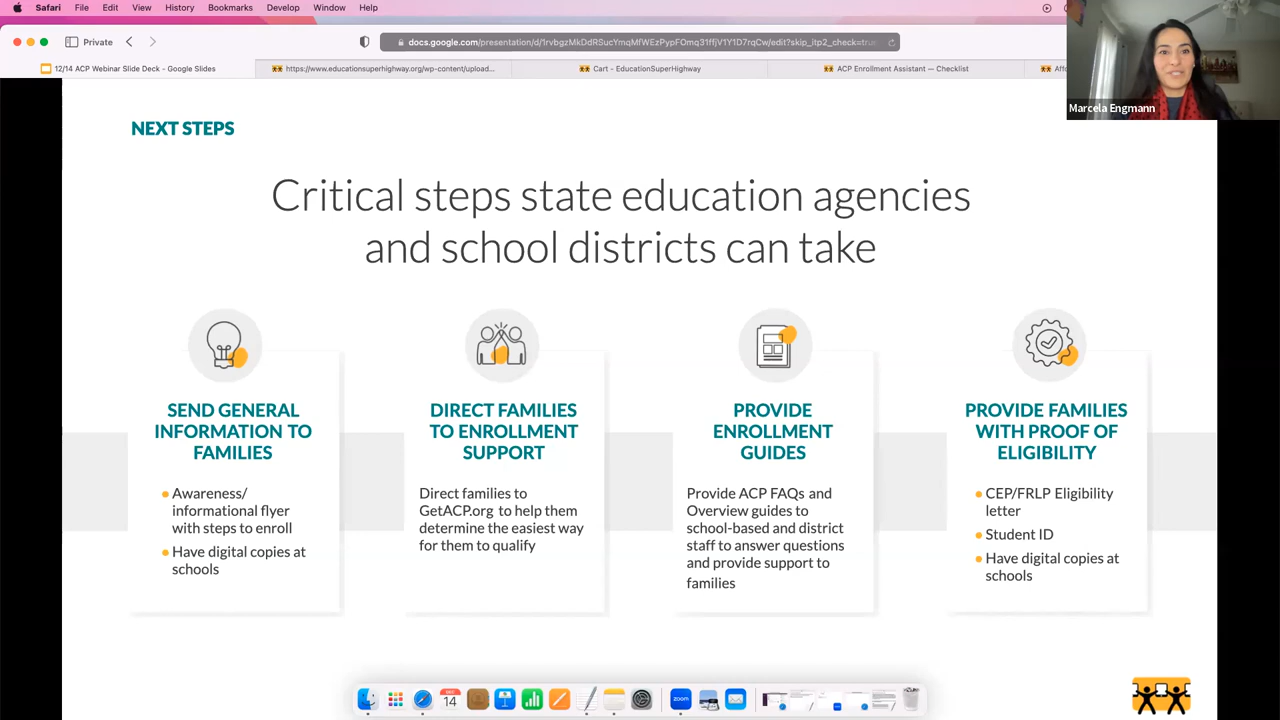 Safari File Edit View History Bookmarks Develop Window Help
Private
12/14 ACP Webinar Slide Deck - Google Slides
https://www.educationsuperhighway.org/wp-content/upload...
Cart - EducationSuperHighway
ACP Enrollment Assistant — Checklist
Marcela Engmann
NEXT STEPS
Critical steps state education agencies
and school districts can take
SEND GENERAL
INFORMATION TO
FAMILIES
Awareness/
informational flyer
with steps to enroll
Have digital copies at
schools
DIRECT FAMILIES
TO ENROLLMENT
SUPPORT
Direct families to
GetACP.org to help them
determine the easiest way
for them to qualify
PROVIDE
ENROLLMENT
GUIDES
Provide ACP FAQs and
Overview guides to
school-based and district
staff to answer questions
and provide support to
families
PROVIDE FAMILIES
WITH PROOF OF
ELIGIBILITY
CEP/FRLP Eligibility
letter
Student ID
Have digital copies at
schools
14
zoom